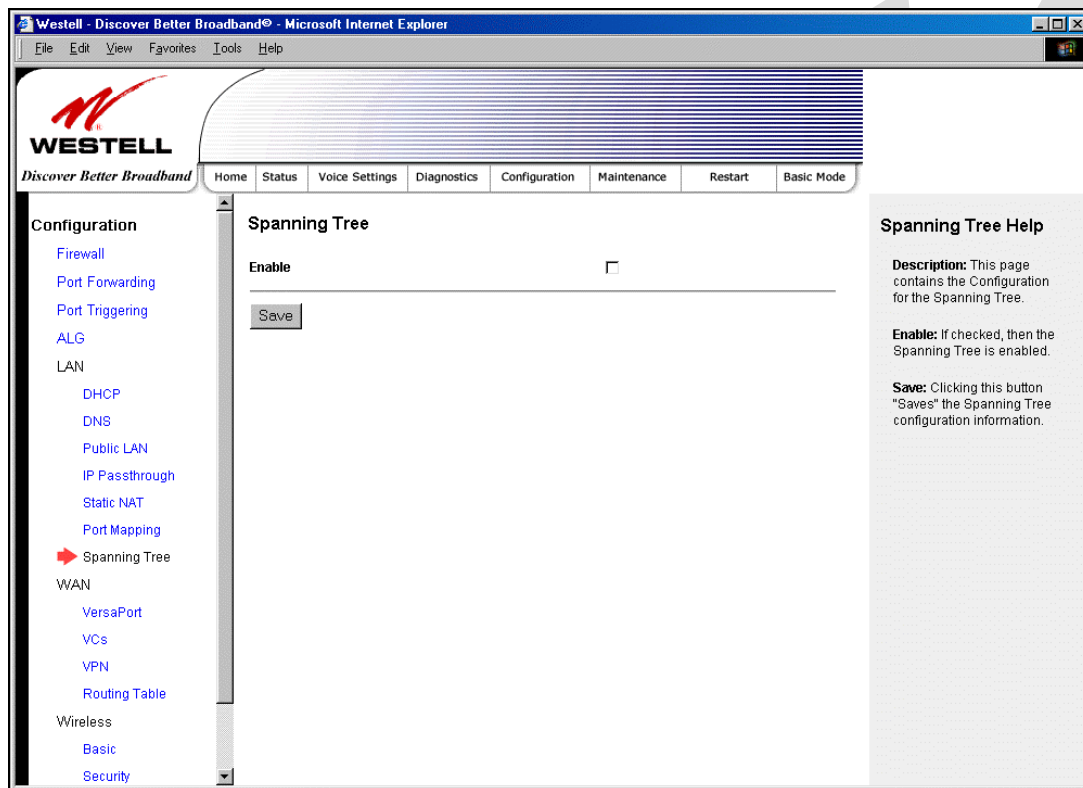 Westell - Discover Better Broadband® - Microsoft Internet Explorer
File Edit View Favorites Tools Help
WESTELL
Discover Better Broadband
Home Status Voice Settings Diagnostics Configuration Maintenance Restart Basic Mode
Configuration
Firewall
Port Forwarding
Port Triggering
ALG
LAN
DHCP
DNS
Public LAN
IP Passthrough
Static NAT
Port Mapping
Spanning Tree
WAN
VersaPort
VCs
VPN
Routing Table
Wireless
Basic
Security
Spanning Tree
Enable
Save
Spanning Tree Help
Description: This page
contains the Configuration
for the Spanning Tree.
Enable: If checked, then the
Spanning Tree is enabled.
Save: Clicking this button
"Saves" the Spanning Tree
configuration information.